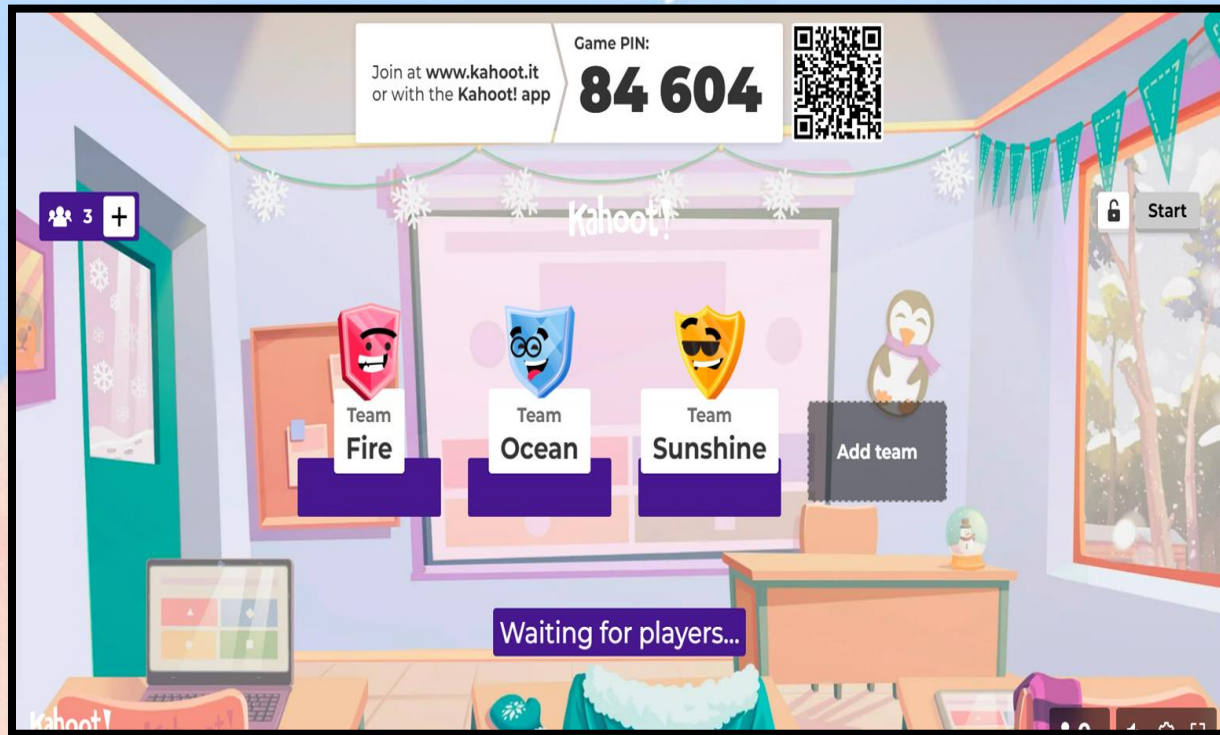 Join at www.kahoot.it
or with the Kahoot! app
Game PIN:
84 604
3 +
Start
Kahoot!
Team
Fire
Team
Ocean
Team
Sunshine
Add team
Waiting for players...
Kahoot!